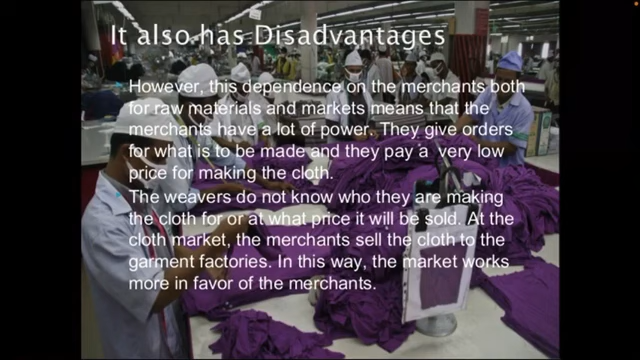 It also has Disadvantages
However, this dependence on the merchants both
for raw materials and markets means that the
merchants have a lot of power. They give orders
for what is to be made and they pay a very low
price for making the cloth.
The weavers do not know who they are making
the cloth for or at what price it will be sold. At the
cloth market, the merchants sell the cloth to the
garment factories. In this way, the market works
more in favor of the merchants.